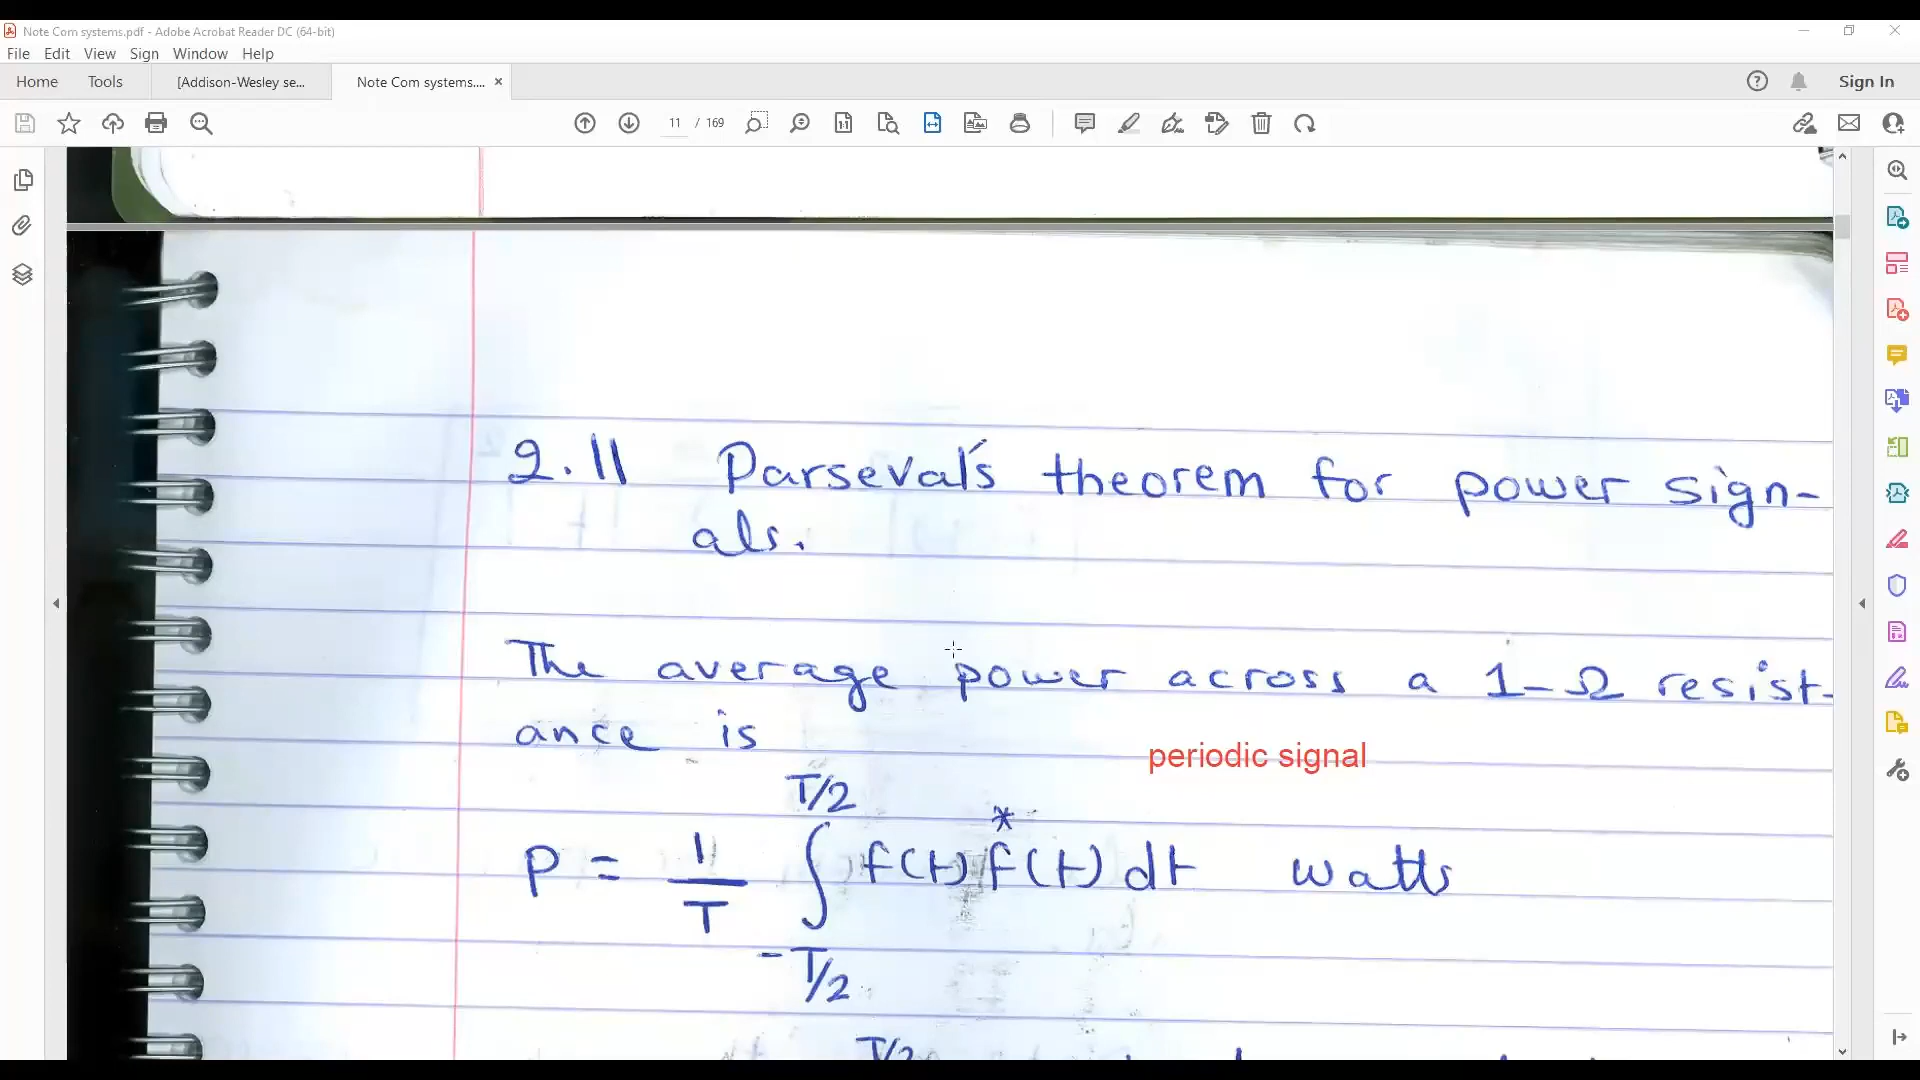 Note Com systems.pdf - Adobe Acrobat Reader DC (64-bit)
File Edit View Sign Window Help
Home Tools [Addison-Wesley se... Note Com systems.... × Sign In
11 / 169
2.11 Parseval's theorem for power sign-
als.
The average power across a 1-Ω resist-
ance is
periodic signal
P = 1/T ∫_{-T/2}^{T/2} f(t) f*(t) dt watts
T/2